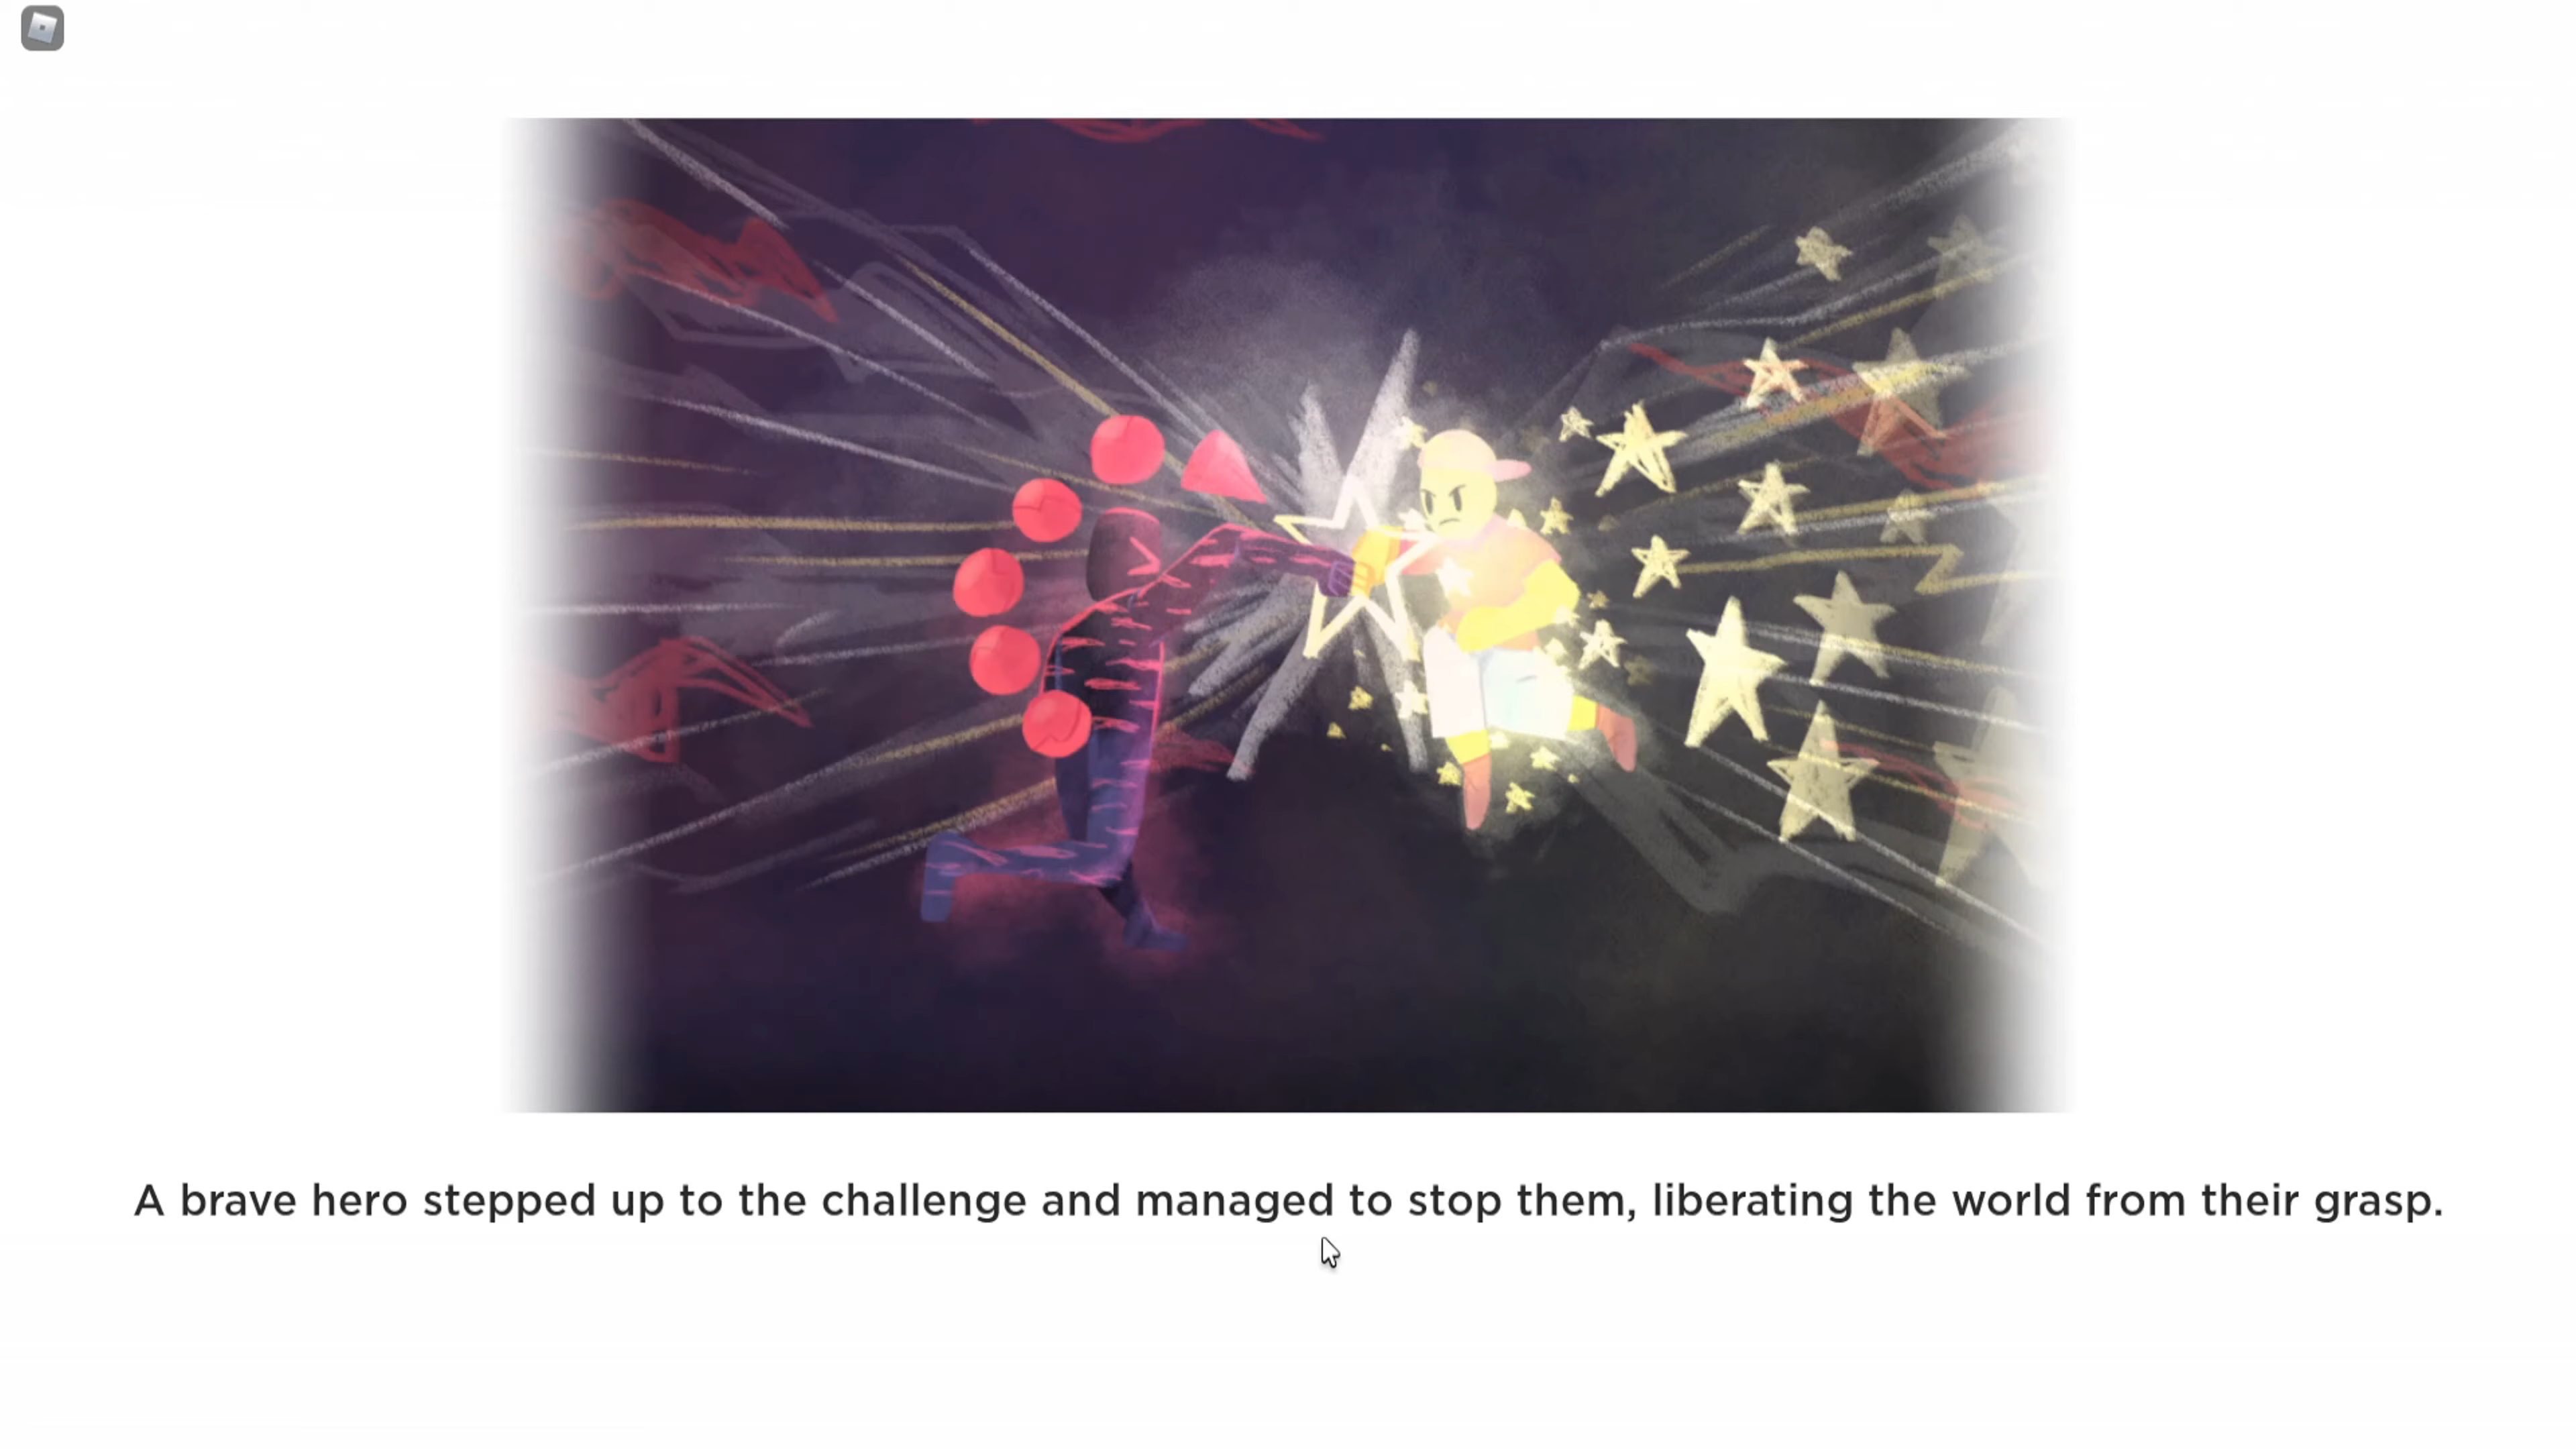 A brave hero stepped up to the challenge and managed to stop them, liberating the world from their grasp.